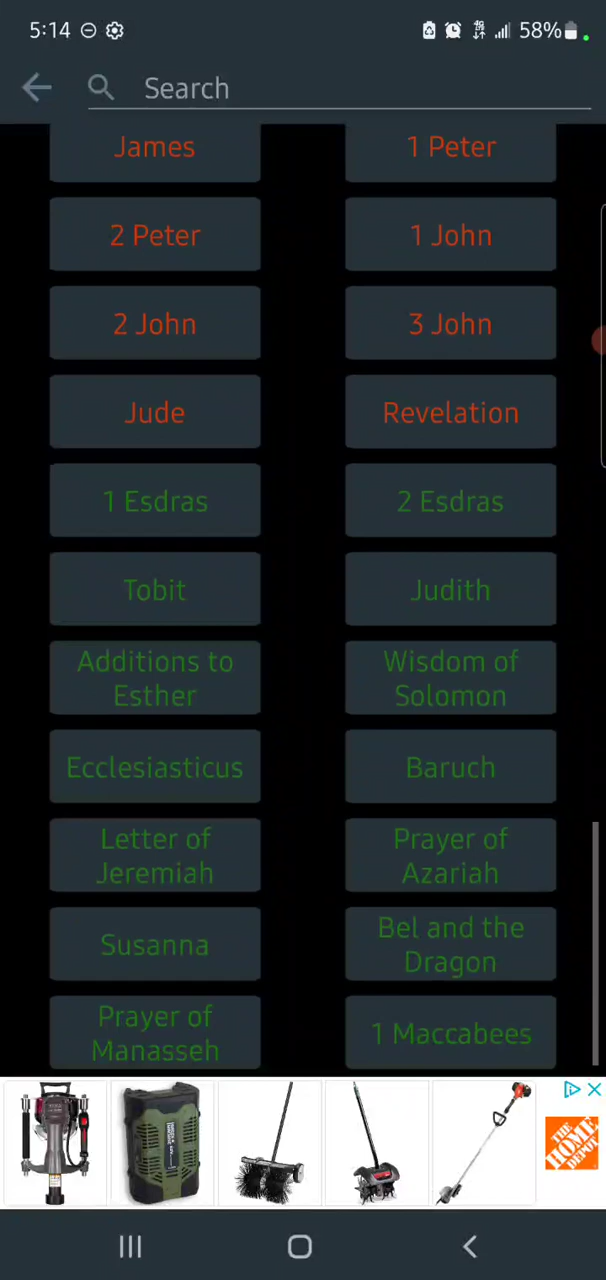 5:14
4G
58%
Search
James
1 Peter
2 Peter
1 John
2 John
3 John
Jude
Revelation
1 Esdras
2 Esdras
Tobit
Judith
Additions to
Esther
Wisdom of
Solomon
Ecclesiasticus
Baruch
Letter of
Jeremiah
Prayer of
Azariah
Susanna
Bel and the
Dragon
Prayer of
Manasseh
1 Maccabees
THE
HOME
DEPOT